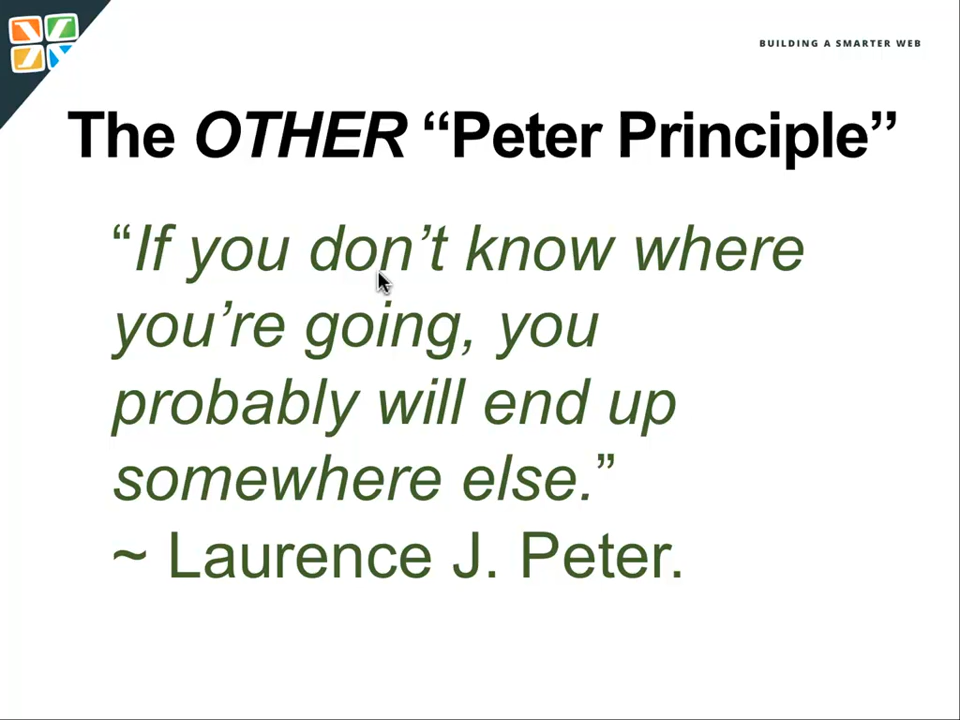 BUILDING A SMARTER WEB
The OTHER “Peter Principle”
“If you don’t know where
you’re going, you
probably will end up
somewhere else.”
~ Laurence J. Peter.